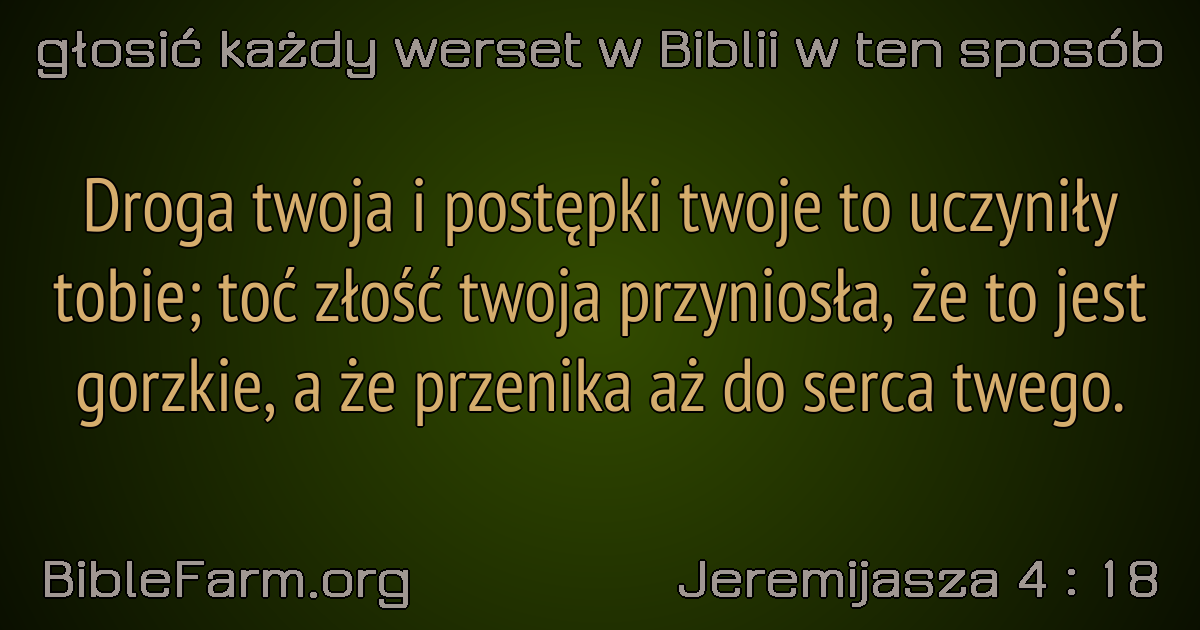 głosić każdy werset w Biblii w ten sposób
Droga twoja i postępki twoje to uczyniły
tobie; toć złość twoja przyniosła, że to jest
gorzkie, a że przenika aż do serca twego.
BibleFarm.org
Jeremijasza 4 : 18